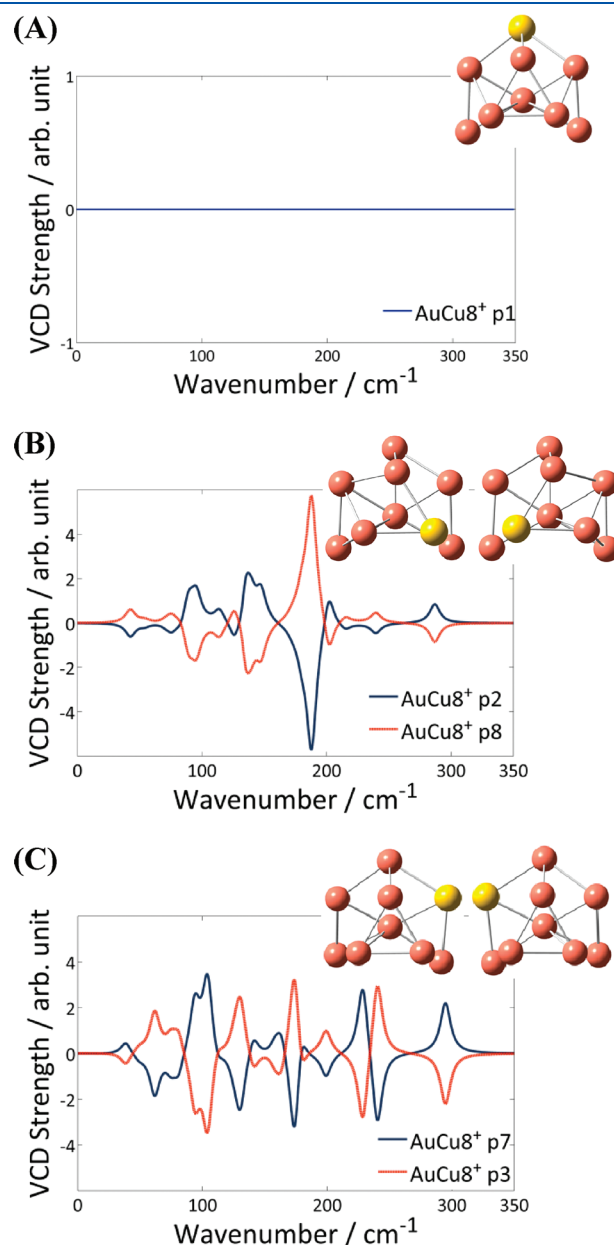 (A)
1
0
-1
0
100
200
300
350
VCD Strength / arb. unit
Wavenumber / cm⁻¹
AuCu8⁺ p1
(B)
4
2
0
-2
-4
0
100
200
300
350
VCD Strength / arb. unit
Wavenumber / cm⁻¹
AuCu8⁺ p2
AuCu8⁺ p8
(C)
4
2
0
-2
-4
0
100
200
300
350
VCD Strength / arb. unit
Wavenumber / cm⁻¹
AuCu8⁺ p7
AuCu8⁺ p3